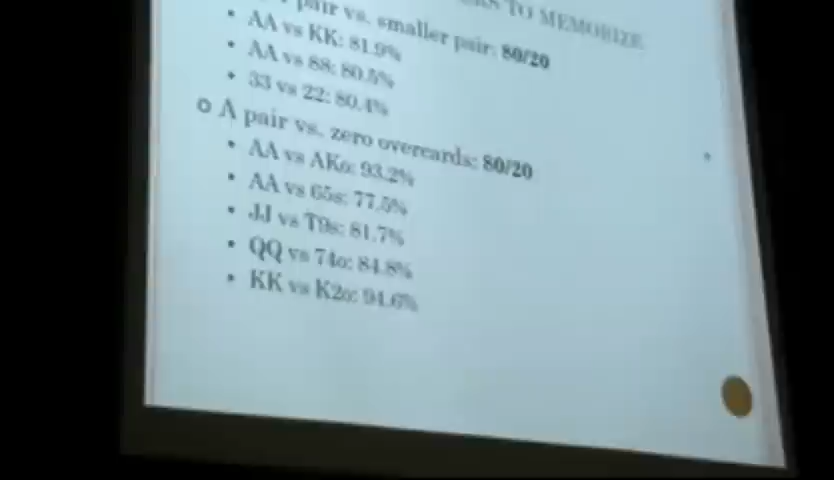 TO MEMORIZE
pair vs. smaller pair: 80/20
• AA vs KK: 81.9%
• AA vs 88: 80.5%
• 33 vs 22: 80.4%
A pair vs. zero overcards: 80/20
• AA vs AKo: 93.2%
• AA vs 65s: 77.5%
• JJ vs T9s: 81.7%
• QQ vs 74o: 84.8%
• KK vs K2o: 94.6%